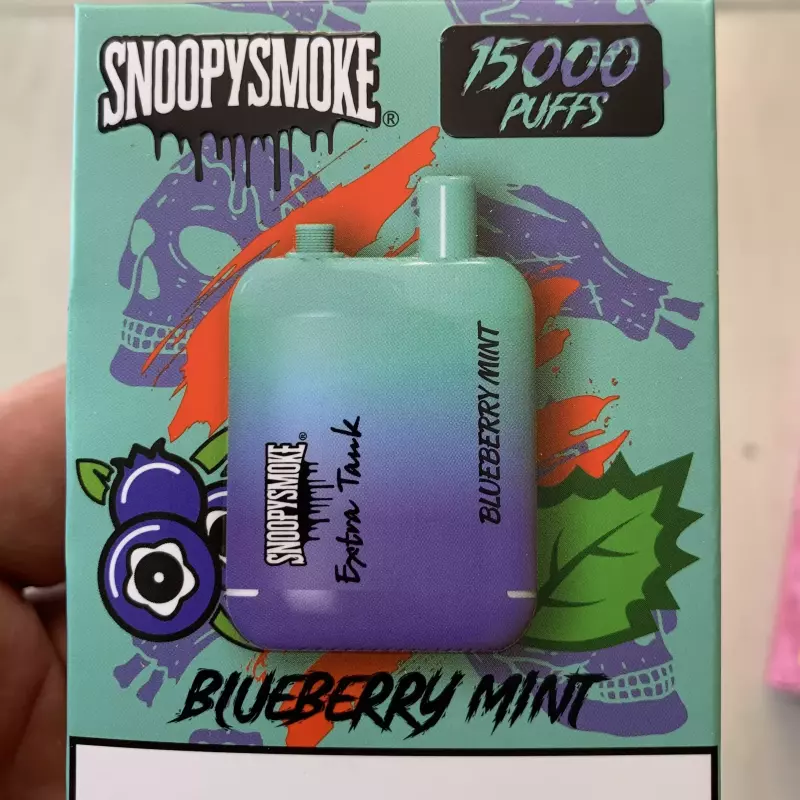 SNOOPYSMOKE®
15000
PUFFS
BLUEBERRY MINT
SNOOPYSMOKE®
Extra Tank
BLUEBERRY MINT